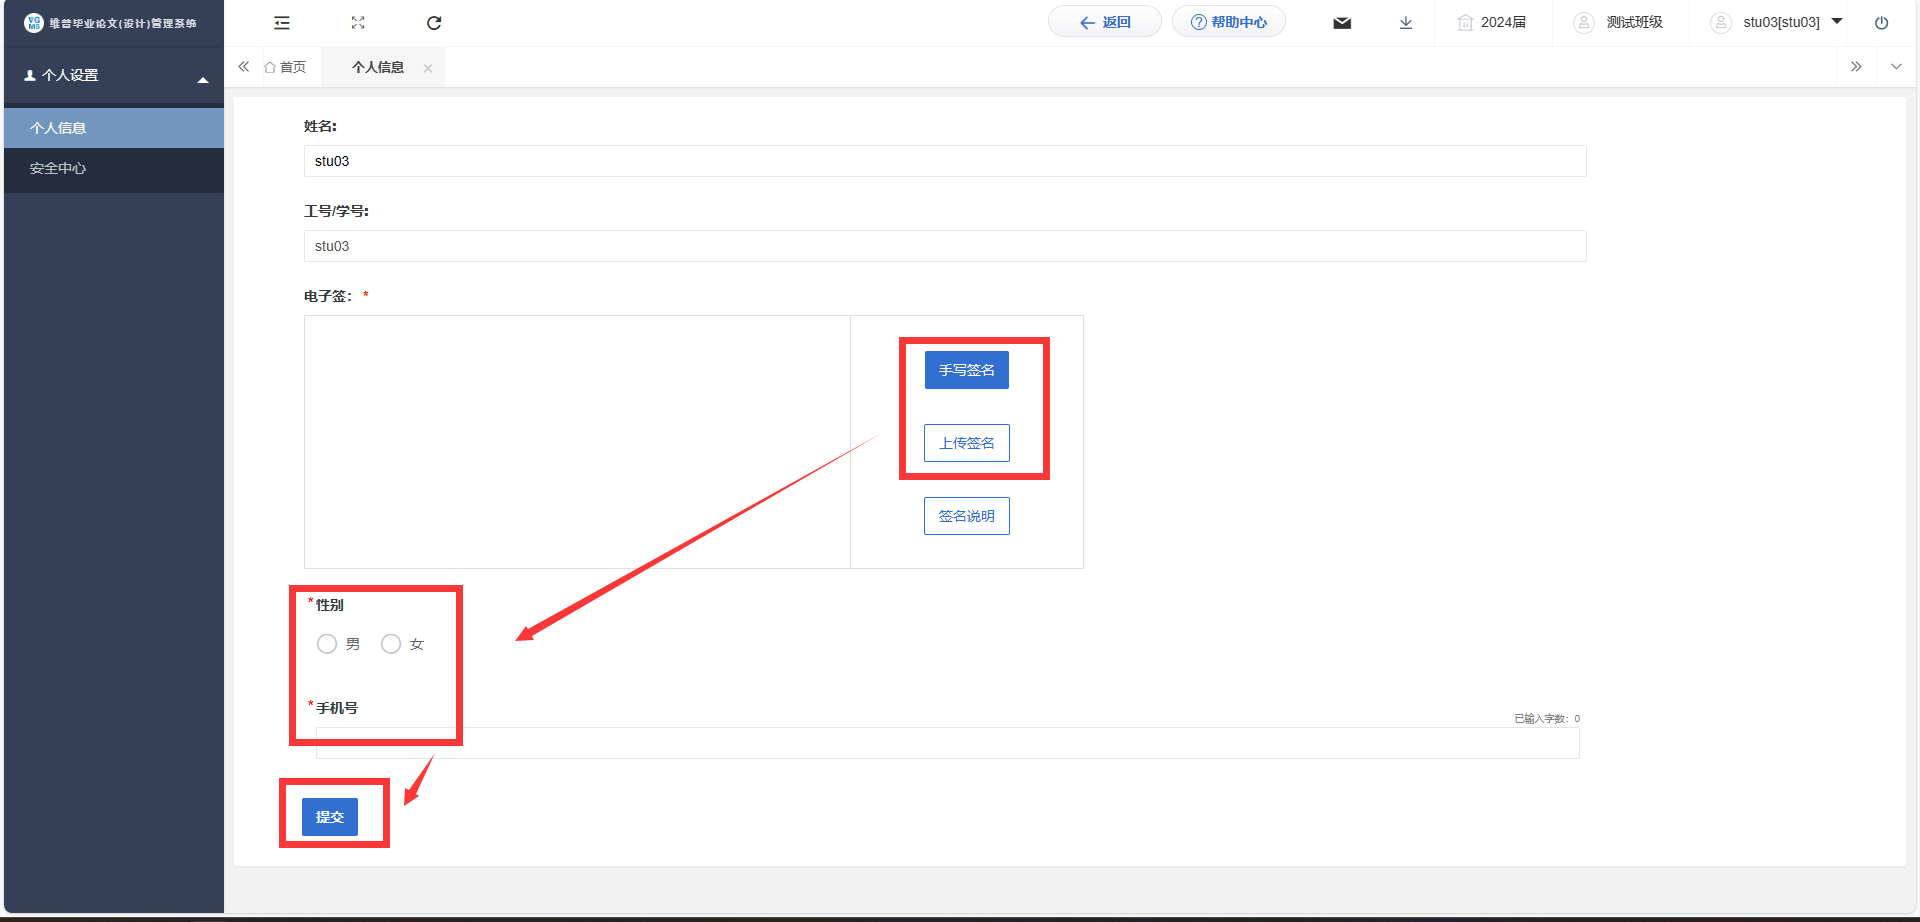 VG
MS
维普毕业论文(设计)管理系统
返回
帮助中心
2024届
测试班级
stu03[stu03]
个人设置
首页
个人信息
个人信息
安全中心
姓名:
stu03
工号/学号:
stu03
电子签： *
手写签名
上传签名
签名说明
*性别
男
女
*手机号
已输入字数：0
提交